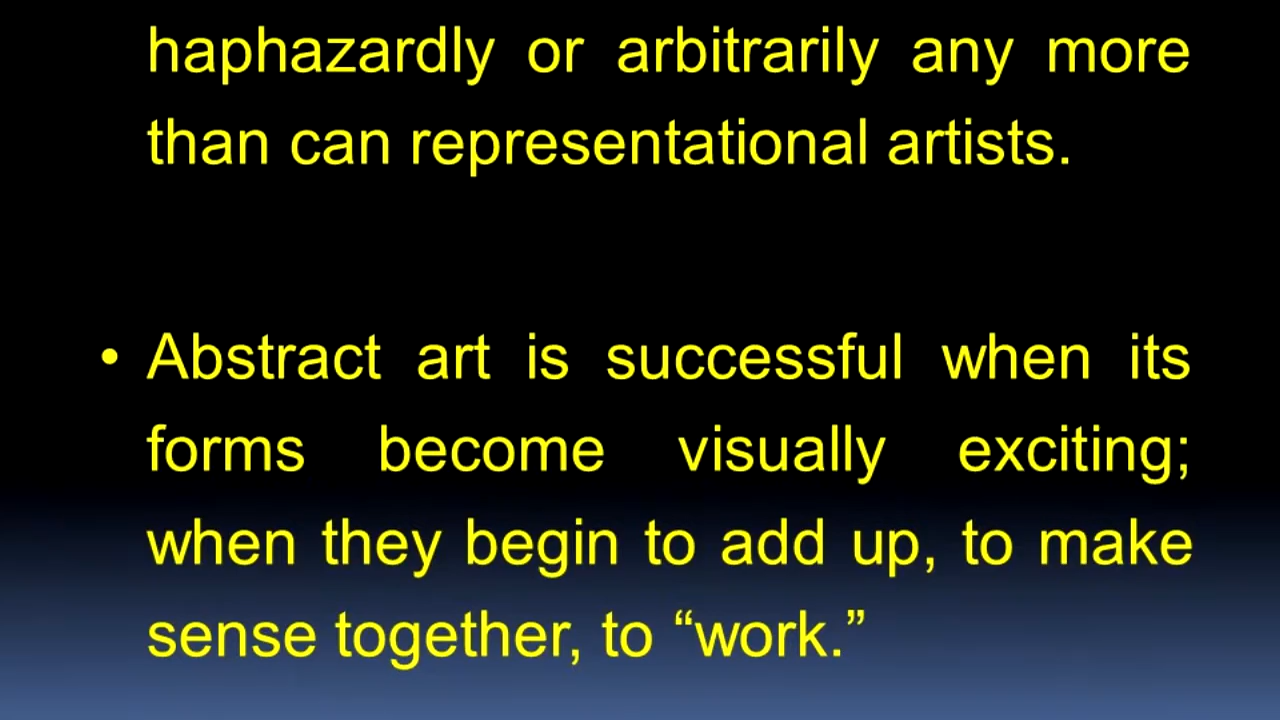 haphazardly or arbitrarily any more
than can representational artists.
• Abstract art is successful when its
forms become visually exciting;
when they begin to add up, to make
sense together, to “work.”